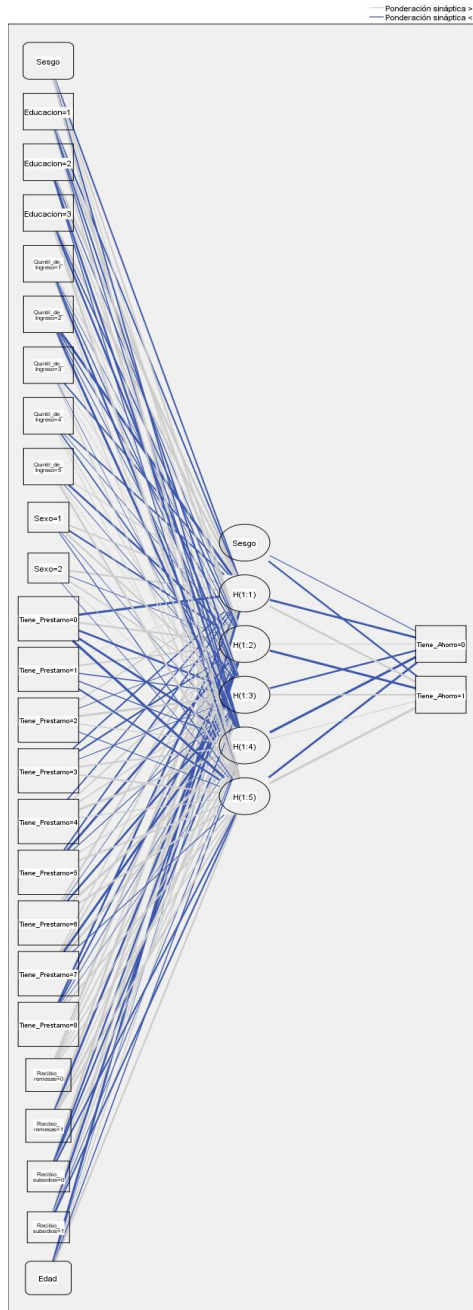 Ponderación sináptica >
Ponderación sináptica <
Sesgo
Educacion=1
Educacion=2
Educacion=3
Quintil_de_
Ingreso=1
Quintil_de_
Ingreso=2
Quintil_de_
Ingreso=3
Quintil_de_
Ingreso=4
Quintil_de_
Ingreso=5
Sexo=1
Sexo=2
Tiene_Prestamo=0
Tiene_Prestamo=1
Tiene_Prestamo=2
Tiene_Prestamo=3
Tiene_Prestamo=4
Tiene_Prestamo=5
Tiene_Prestamo=6
Tiene_Prestamo=7
Tiene_Prestamo=8
Recibio_
remesas=0
Recibio_
remesas=1
Recibio_
subsidios=0
Recibio_
subsidios=1
Edad
Sesgo
H(1:1)
H(1:2)
H(1:3)
H(1:4)
H(1:5)
Tiene_Ahorro=0
Tiene_Ahorro=1